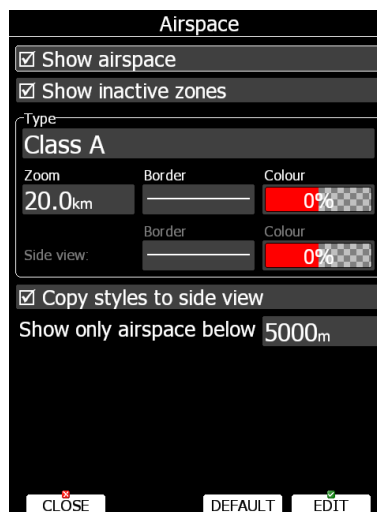 Airspace
Show airspace
Show inactive zones
Type
Class A
Zoom Border Colour
20.0km 0%
Border Colour
Side view: 0%
Copy styles to side view
Show only airspace below 5000m
CLOSE DEFAULT EDIT